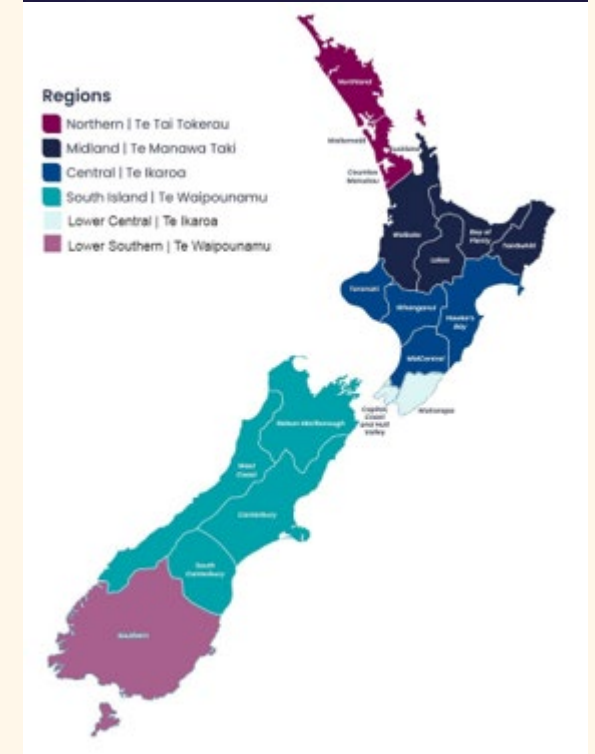 Regions
Northern | Te Tai Tokerau
Midland | Te Manawa Taki
Central | Te Ikaroa
South Island | Te Waipounamu
Lower Central | Te Ikaroa
Lower Southern | Te Waipounamu
Northland
Waitematā
Auckland
Counties
Manukau
Waikato
Bay of
Plenty
Tairāwhiti
Lakes
Taranaki
Whanganui
Hawke's
Bay
MidCentral
Capital,
Coast
and Hutt
Valley
Wairarapa
Nelson Marlborough
West
Coast
Canterbury
South
Canterbury
Southern